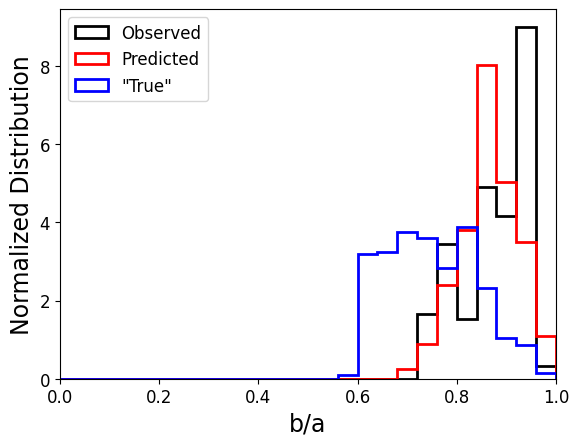 Observed
Predicted
"True"
Normalized Distribution
8
6
4
2
0
0.0 0.2 0.4 0.6 0.8 1.0
b/a